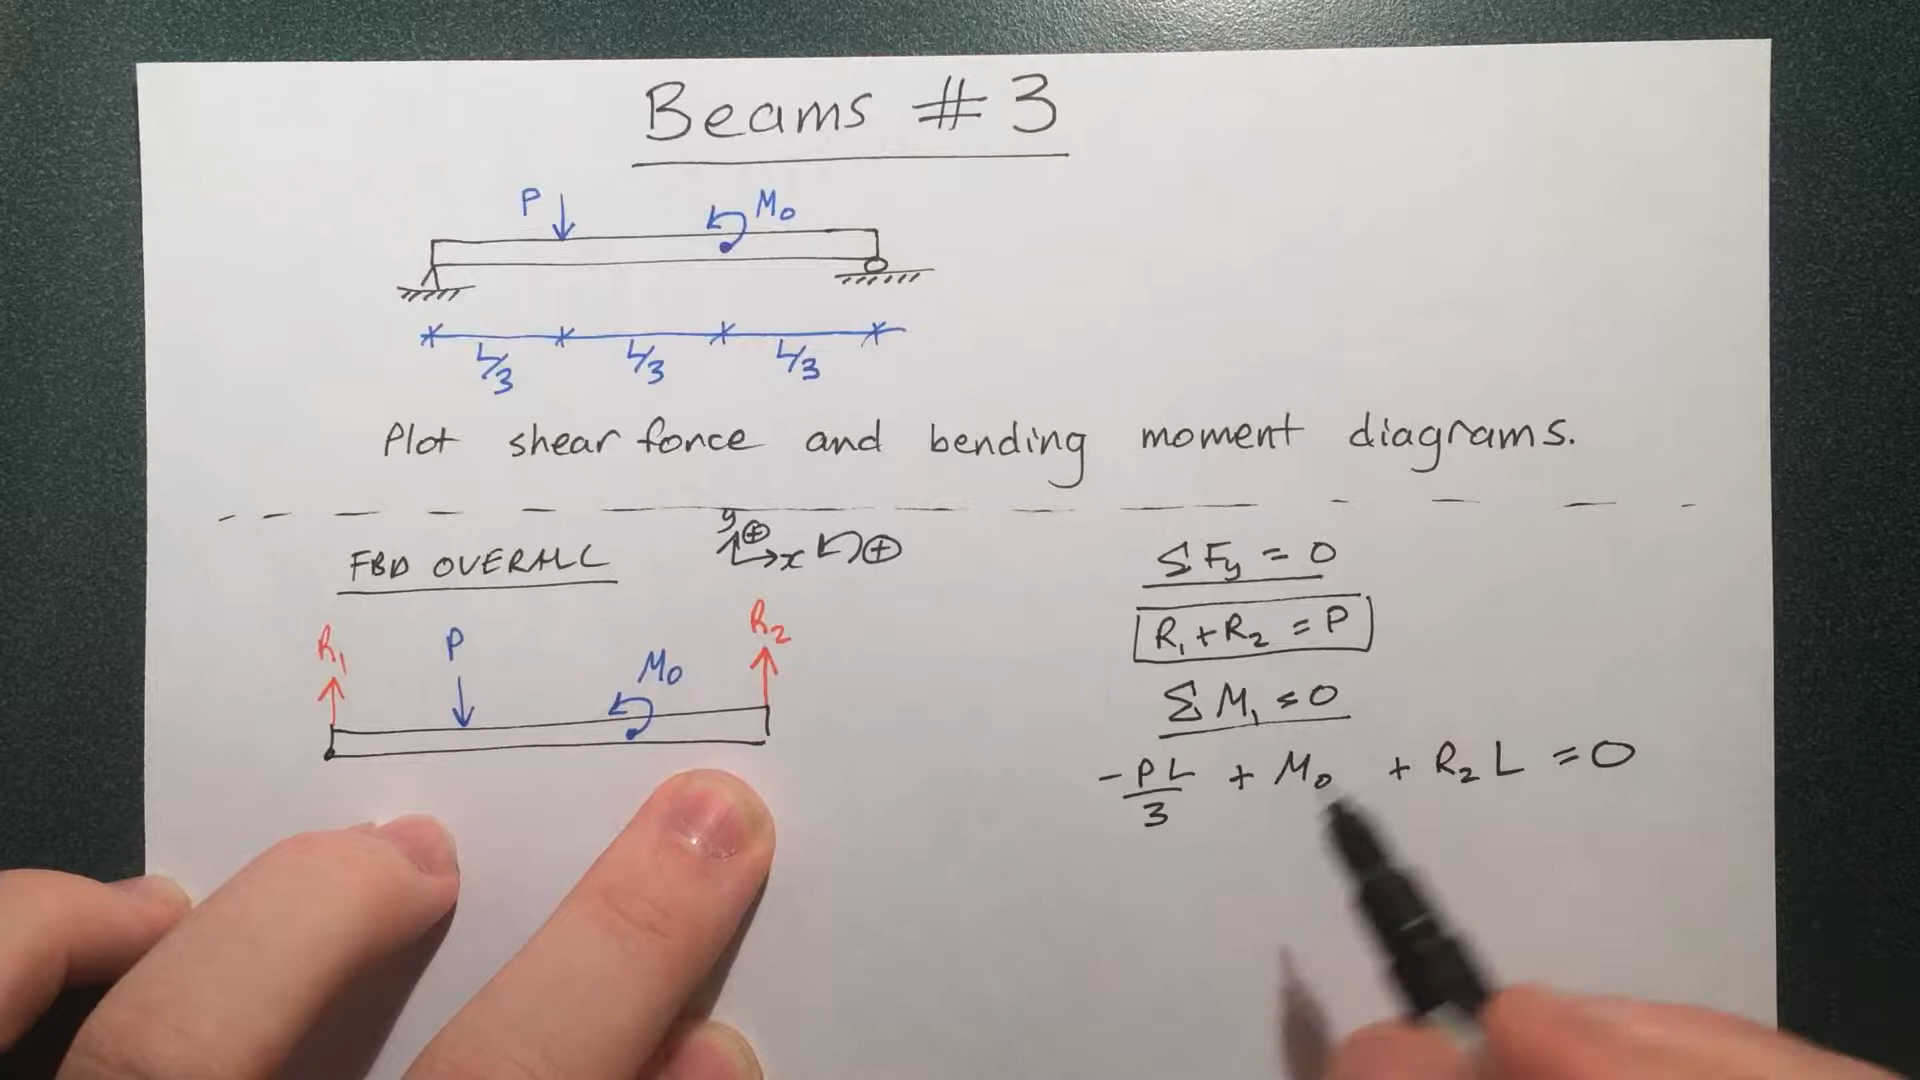 Beams #3
P M₀
L/3 L/3 L/3
Plot shear force and bending moment diagrams.
FBD OVERALL
y ⊕ x ⊕
R₁ P M₀ R₂
ΣFy = 0
R₁ + R₂ = P
ΣM₁ = 0
-PL/3 + M₀ + R₂L = 0